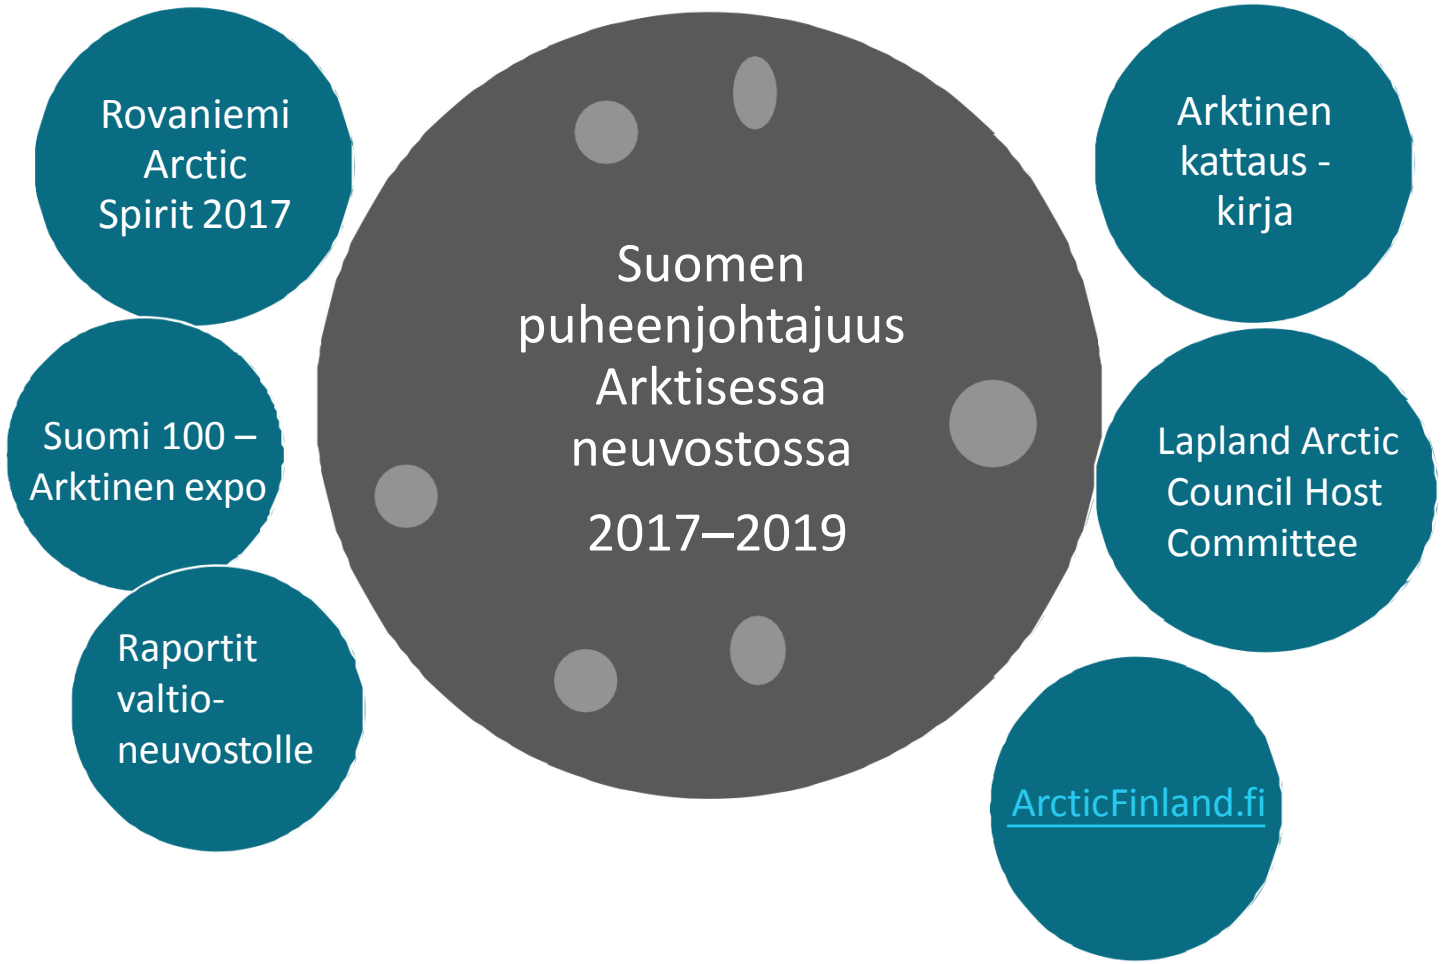 Rovaniemi
Arctic
Spirit 2017
Suomi 100 –
Arktinen expo
Raportit
valtio-
neuvostolle
Suomen
puheenjohtajuus
Arktisessa
neuvostossa
2017–2019
Arktinen
kattaus -
kirja
Lapland Arctic
Council Host
Committee
ArcticFinland.fi